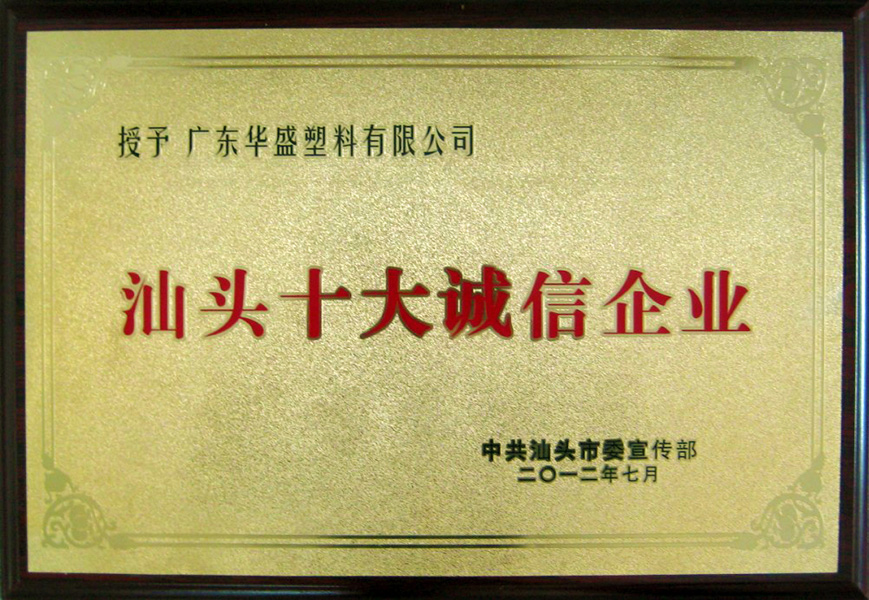 授予 广东华盛塑料有限公司
汕头十大诚信企业
中共汕头市委宣传部
二〇一二年七月